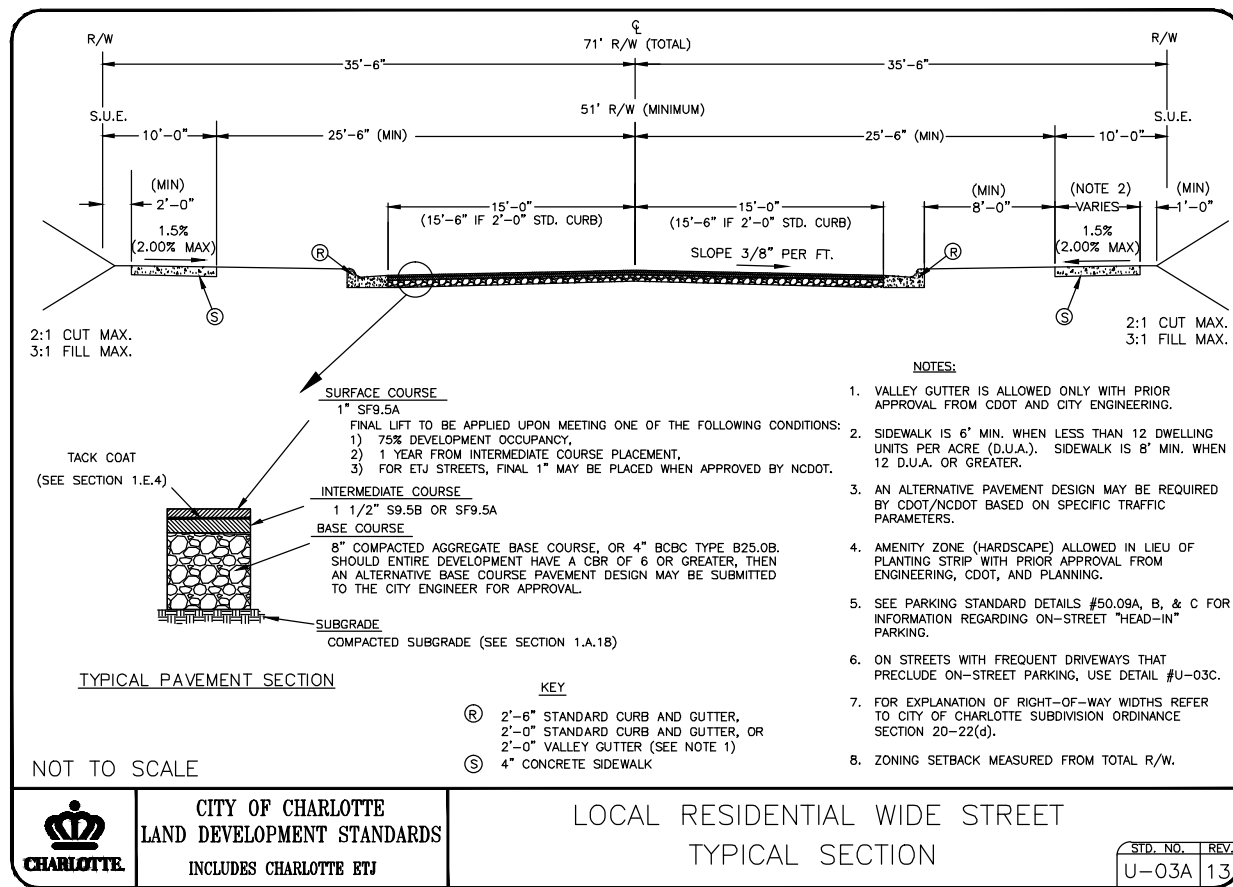 ℄
R/W
71' R/W (TOTAL)
R/W
35'-6"
35'-6"
51' R/W (MINIMUM)
S.U.E.
S.U.E.
10'-0"
25'-6" (MIN)
25'-6" (MIN)
10'-0"
(MIN)
2'-0"
15'-0"
(15'-6" IF 2'-0" STD. CURB)
15'-0"
(15'-6" IF 2'-0" STD. CURB)
(MIN)
8'-0"
(NOTE 2)
VARIES
(MIN)
1'-0"
1.5%
(2.00% MAX)
1.5%
(2.00% MAX)
R
SLOPE 3/8" PER FT.
R
S
S
2:1 CUT MAX.
3:1 FILL MAX.
2:1 CUT MAX.
3:1 FILL MAX.
SURFACE COURSE
1" SF9.5A
FINAL LIFT TO BE APPLIED UPON MEETING ONE OF THE FOLLOWING CONDITIONS:
1) 75% DEVELOPMENT OCCUPANCY,
2) 1 YEAR FROM INTERMEDIATE COURSE PLACEMENT,
3) FOR ETJ STREETS, FINAL 1" MAY BE PLACED WHEN APPROVED BY NCDOT.
TACK COAT
(SEE SECTION 1.E.4)
INTERMEDIATE COURSE
1 1/2" S9.5B OR SF9.5A
BASE COURSE
8" COMPACTED AGGREGATE BASE COURSE, OR 4" BCBC TYPE B25.0B.
SHOULD ENTIRE DEVELOPMENT HAVE A CBR OF 6 OR GREATER, THEN
AN ALTERNATIVE BASE COURSE PAVEMENT DESIGN MAY BE SUBMITTED
TO THE CITY ENGINEER FOR APPROVAL.
SUBGRADE
COMPACTED SUBGRADE (SEE SECTION 1.A.18)
TYPICAL PAVEMENT SECTION
KEY
R 2'-6" STANDARD CURB AND GUTTER,
2'-0" STANDARD CURB AND GUTTER, OR
2'-0" VALLEY GUTTER (SEE NOTE 1)
S 4" CONCRETE SIDEWALK
NOTES:
1. VALLEY GUTTER IS ALLOWED ONLY WITH PRIOR
APPROVAL FROM CDOT AND CITY ENGINEERING.
2. SIDEWALK IS 6' MIN. WHEN LESS THAN 12 DWELLING
UNITS PER ACRE (D.U.A.). SIDEWALK IS 8' MIN. WHEN
12 D.U.A. OR GREATER.
3. AN ALTERNATIVE PAVEMENT DESIGN MAY BE REQUIRED
BY CDOT/NCDOT BASED ON SPECIFIC TRAFFIC
PARAMETERS.
4. AMENITY ZONE (HARDSCAPE) ALLOWED IN LIEU OF
PLANTING STRIP WITH PRIOR APPROVAL FROM
ENGINEERING, CDOT, AND PLANNING.
5. SEE PARKING STANDARD DETAILS #50.09A, B, & C FOR
INFORMATION REGARDING ON-STREET "HEAD-IN"
PARKING.
6. ON STREETS WITH FREQUENT DRIVEWAYS THAT
PRECLUDE ON-STREET PARKING, USE DETAIL #U-03C.
7. FOR EXPLANATION OF RIGHT-OF-WAY WIDTHS REFER
TO CITY OF CHARLOTTE SUBDIVISION ORDINANCE
SECTION 20-22(d).
8. ZONING SETBACK MEASURED FROM TOTAL R/W.
NOT TO SCALE
CHARLOTTE.
CITY OF CHARLOTTE
LAND DEVELOPMENT STANDARDS
INCLUDES CHARLOTTE ETJ
LOCAL RESIDENTIAL WIDE STREET
TYPICAL SECTION
STD. NO. REV.
U-03A 13